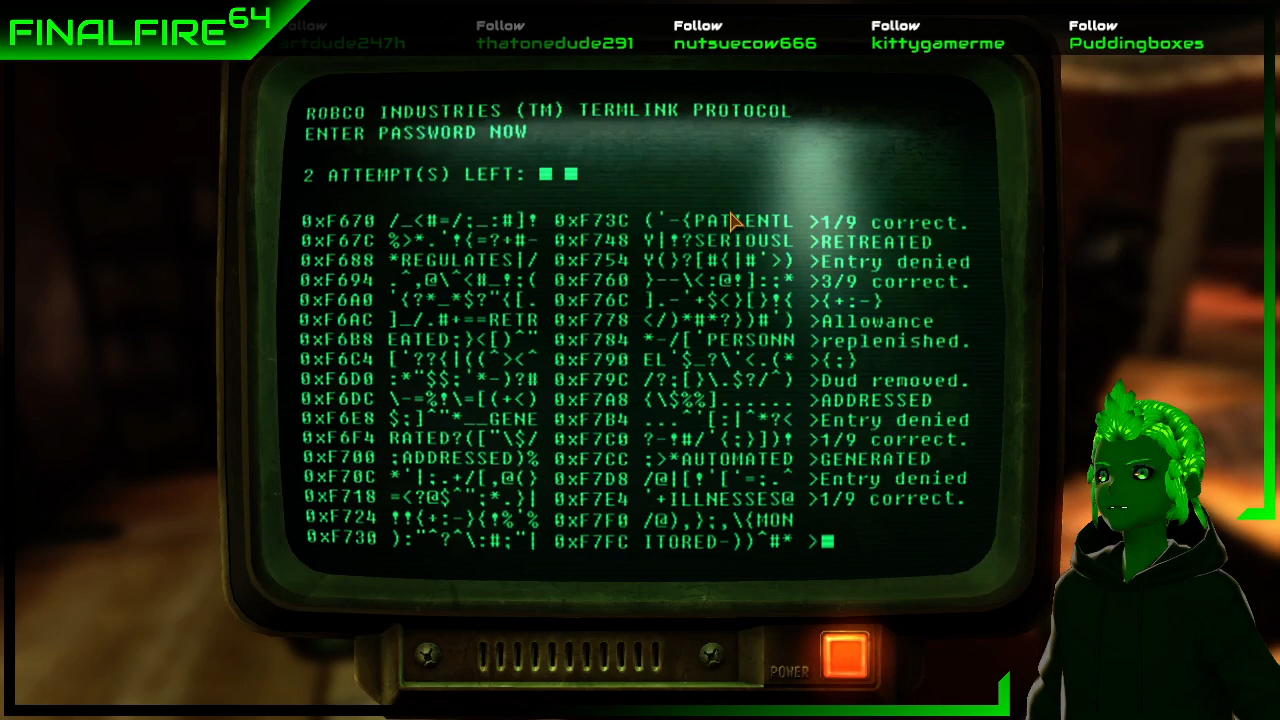 FINALFIRE64
Follow
artdude247h
Follow
thatonedude291
Follow
nutsuecow666
Follow
kittygamerme
Follow
Puddingboxes
ROBCO INDUSTRIES (TM) TERMLINK PROTOCOL
ENTER PASSWORD NOW
2 ATTEMPT(S) LEFT: ■ ■
0xF670 /_<#=/;_:#]! 0xF73C ('-{PATIENTL >1/9 correct.
0xF67C %>*.'!{=?+#- 0xF748 Y|!?SERIOUSL >RETREATED
0xF688 *REGULATES|/ 0xF754 Y(}?[#{|#'>) >Entry denied
0xF694 ;^,@\^<#_!:( 0xF760 }--\<:@!]:;* >3/9 correct.
0xF6A0 '{?*_*$?"{[. 0xF76C ].-'+$<}[}!{ >{+:-}
0xF6AC ]_/.#+==RETR 0xF778 </)*#*?})#') >Allowance
0xF6B8 EATED;}<[)^" 0xF784 *-/['PERSONN >replenished.
0xF6C4 ['??{|((^><^ 0xF790 EL'$_?\'<.(* >{;}
0xF6D0 :*"$$:'*-)?# 0xF79C /?;[}\.$?/^) >Dud removed.
0xF6DC \-=%!\=[(+<) 0xF7A8 {\$%%]...... >ADDRESSED
0xF6E8 $;]^"*__GENE 0xF7B4 ...^'[:|^*?< >Entry denied
0xF6F4 RATED?(["\$/ 0xF7C0 ?-!#/'{;}])! >1/9 correct.
0xF700 :ADDRESSED)% 0xF7CC ;>*AUTOMATED >GENERATED
0xF70C *'|:.+/[,@(} 0xF7D8 /@|[!'['=:.^ >Entry denied
0xF718 =<?@$^";*.}| 0xF7E4 '+ILLNESSES@ >1/9 correct.
0xF724 !!{+:-}{!%'% 0xF7F0 /@),};,\{MON
0xF730 ):"^?^\:#;"| 0xF7FC ITORED-))^#* >■
POWER